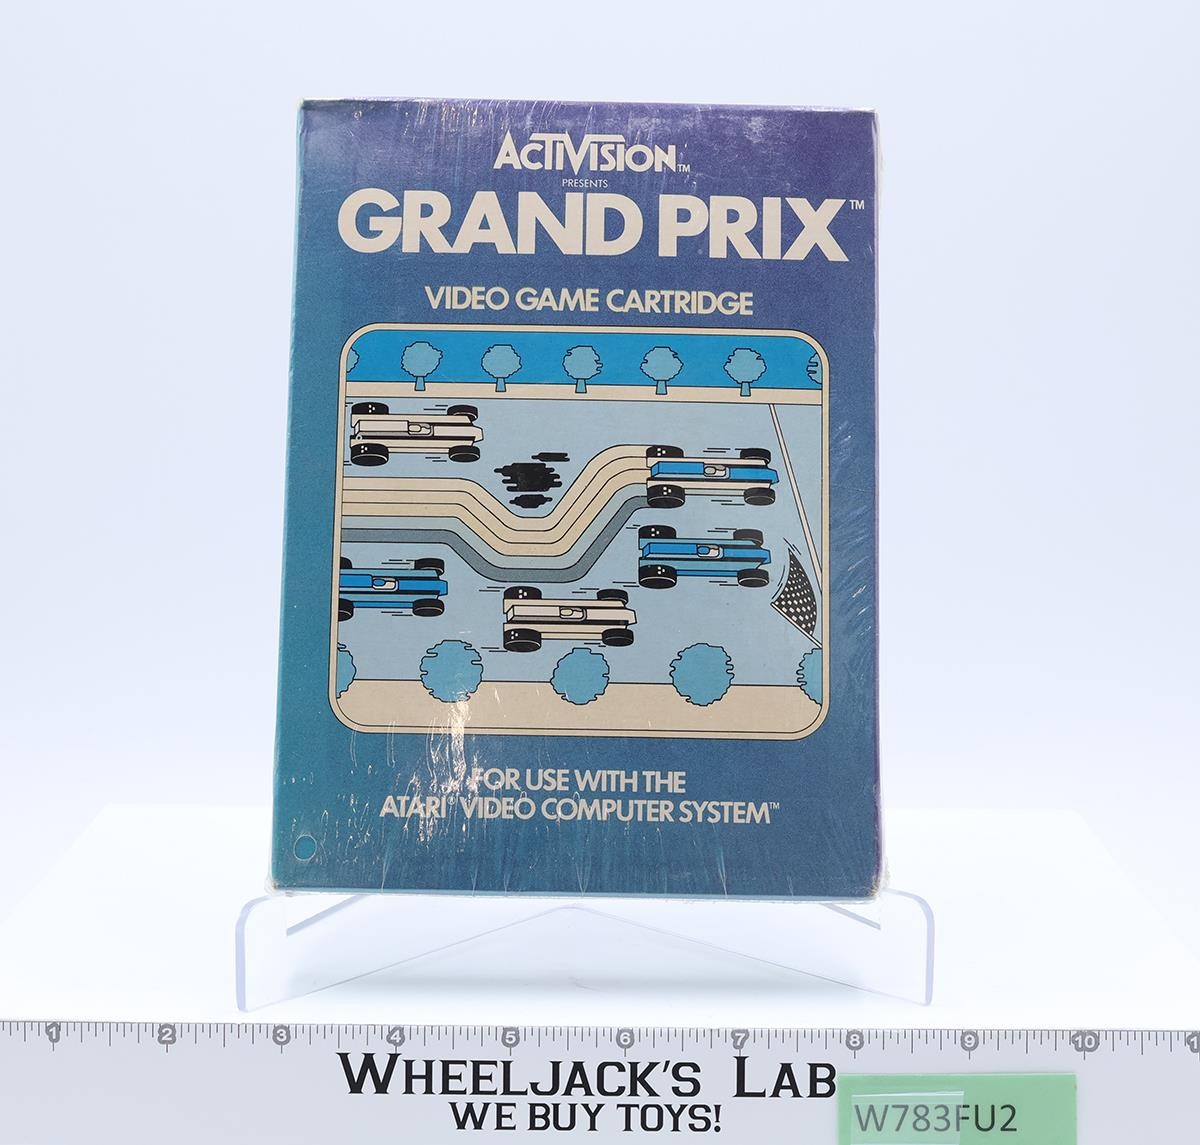 ACTIVISION™
PRESENTS
GRAND PRIX™
VIDEO GAME CARTRIDGE
FOR USE WITH THE
ATARI® VIDEO COMPUTER SYSTEM™
1 2 3 4 5 6 7 8 9 10 1
WHEELJACK'S LAB
WE BUY TOYS!
W783FU2